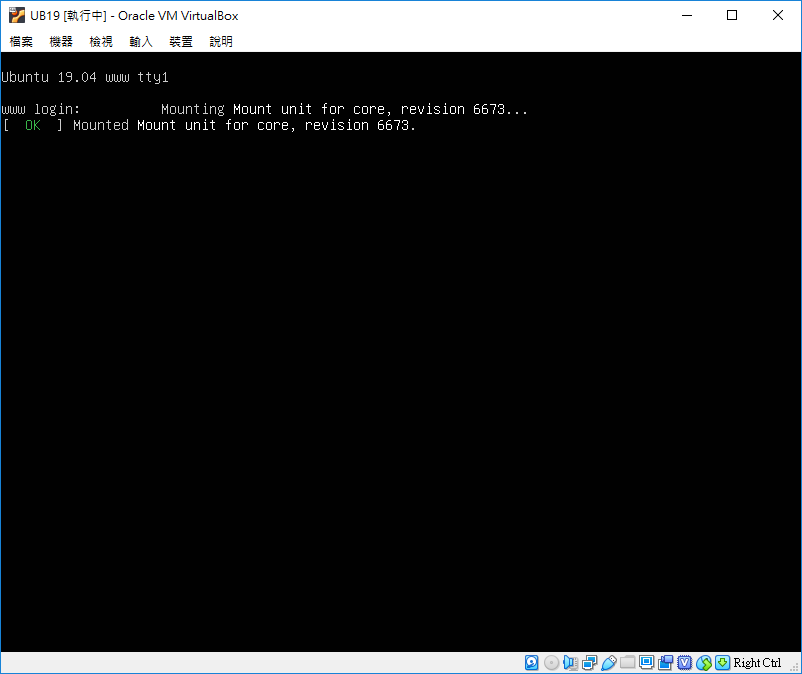 UB19 [執行中] - Oracle VM VirtualBox
檔案 機器 檢視 輸入 裝置 說明
Ubuntu 19.04 www tty1
www login:          Mounting Mount unit for core, revision 6673...
[  OK  ] Mounted Mount unit for core, revision 6673.
Right Ctrl